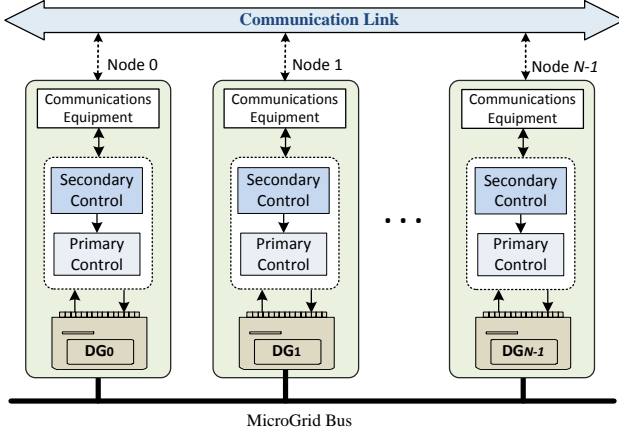 Communication Link
Node 0
Node 1
Node N-1
Communications
Equipment
Secondary
Control
Primary
Control
DG0
Communications
Equipment
Secondary
Control
Primary
Control
DG1
. . .
Communications
Equipment
Secondary
Control
Primary
Control
DGN-1
MicroGrid Bus